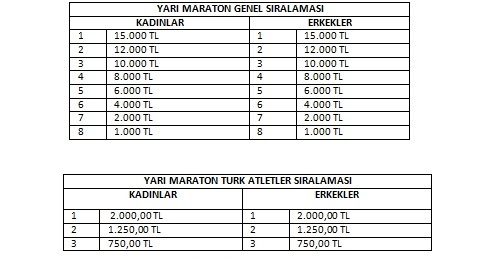 YARI MARATON GENEL SIRALAMASI
KADINLAR ERKEKLER
1 15.000 TL 1 15.000 TL
2 12.000 TL 2 12.000 TL
3 10.000 TL 3 10.000 TL
4 8.000 TL 4 8.000 TL
5 6.000 TL 5 6.000 TL
6 4.000 TL 6 4.000 TL
7 2.000 TL 7 2.000 TL
8 1.000 TL 8 1.000 TL
YARI MARATON TURK ATLETLER SIRALAMASI
KADINLAR ERKEKLER
1 2.000,00 TL 1 2.000,00 TL
2 1.250,00 TL 2 1.250,00 TL
3 750,00 TL 3 750,00 TL